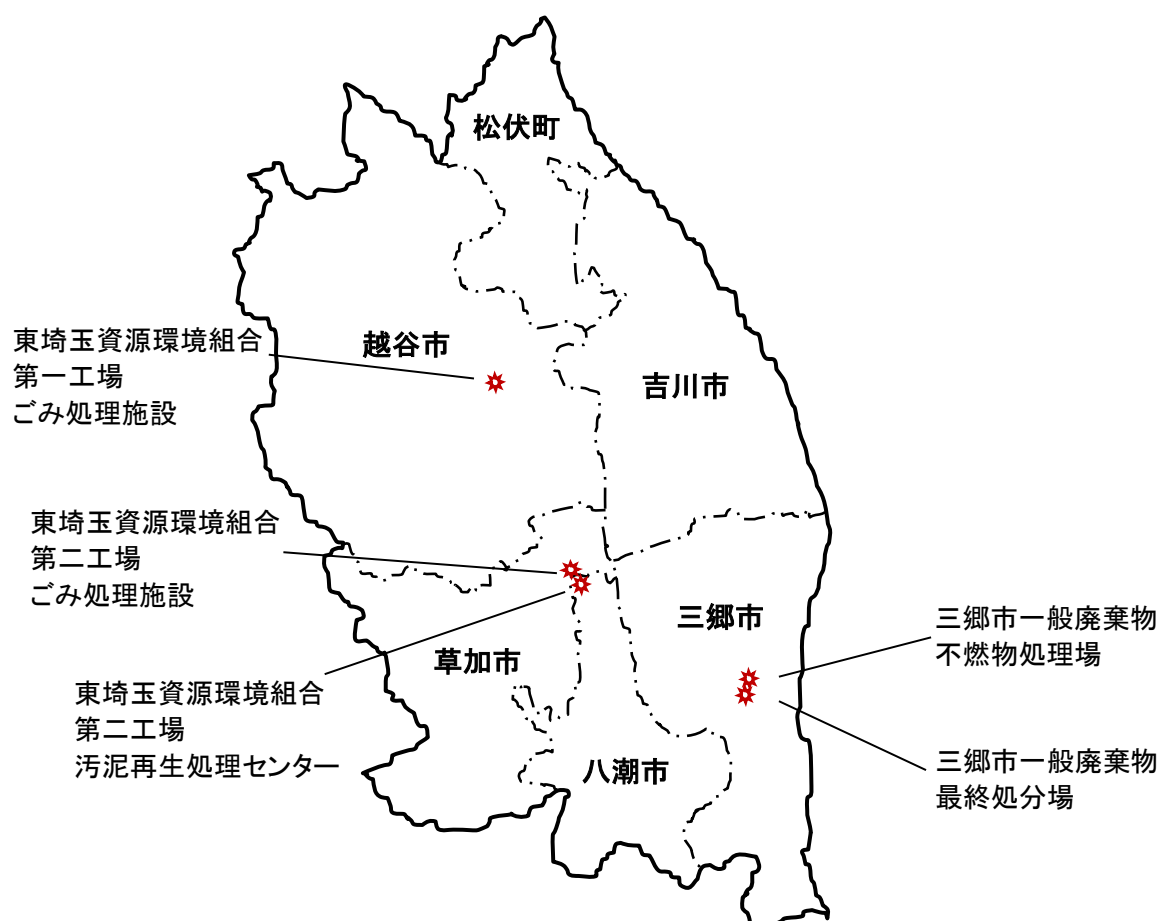 松伏町
越谷市
吉川市
東埼玉資源環境組合
第一工場
ごみ処理施設
東埼玉資源環境組合
第二工場
ごみ処理施設
三郷市
草加市
東埼玉資源環境組合
第二工場
汚泥再生処理センター
八潮市
三郷市一般廃棄物
不燃物処理場
三郷市一般廃棄物
最終処分場